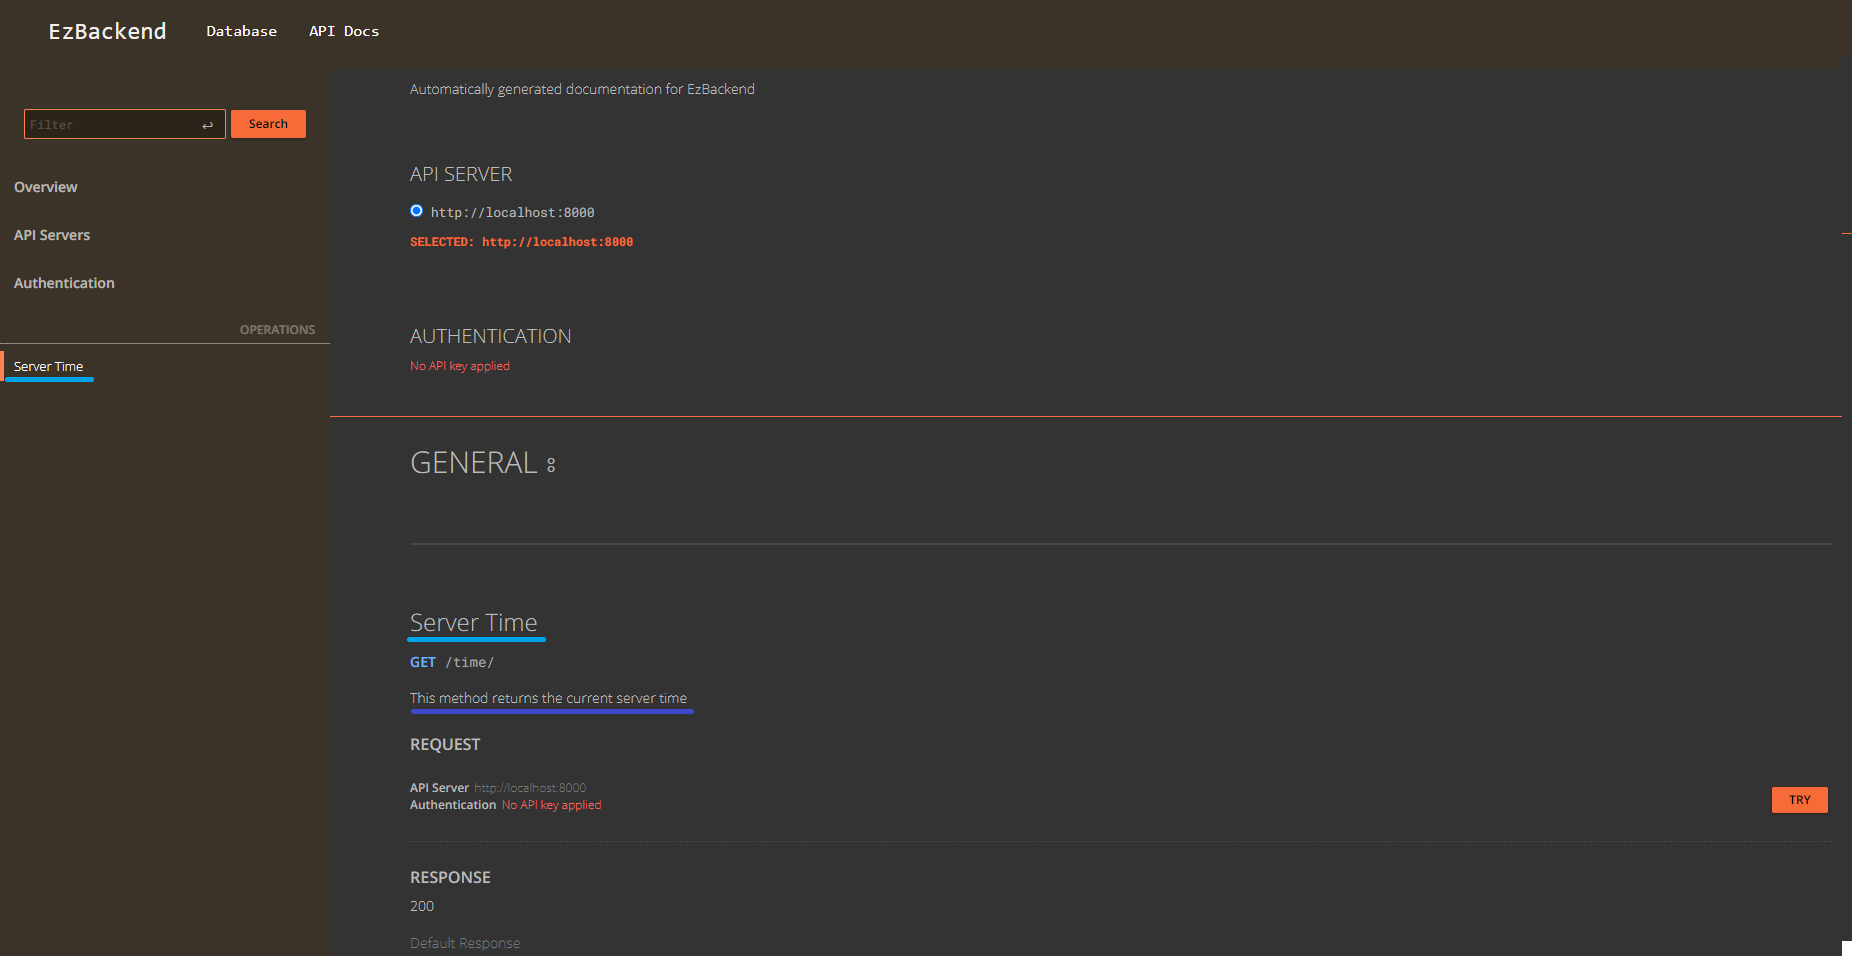 EzBackend Database API Docs
Filter ↩ Search
Overview
API Servers
Authentication
OPERATIONS
Server Time
Automatically generated documentation for EzBackend
API SERVER
http://localhost:8000
SELECTED: http://localhost:8000
AUTHENTICATION
No API key applied
GENERAL
Server Time
GET /time/
This method returns the current server time
REQUEST
API Server http://localhost:8000
Authentication No API key applied
TRY
RESPONSE
200
Default Response